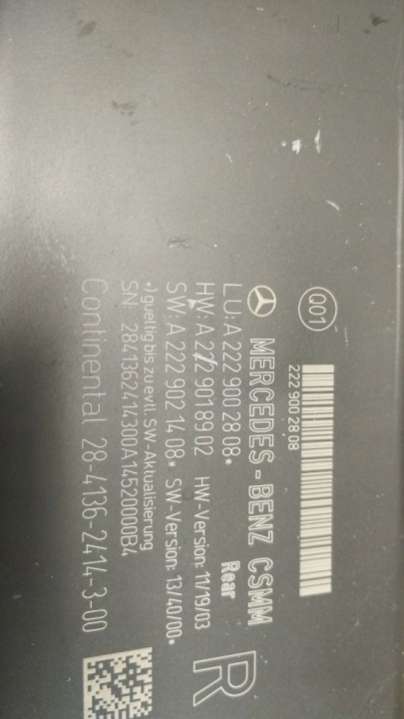 001
222 900 28 08
MERCEDES-BENZ CSMM
L.U: A 222 900 28 08* Rear
HW: A 222 901 89 02 HW-Version: 11/19/03
SW: A 222 902 14 08* SW-Version: 13/40/00*
*) gueltig bis zu evtl. SW-Aktualisierung
SN: 2841362414300A14520000B4
Continental 28-4136-2414-3-00
R